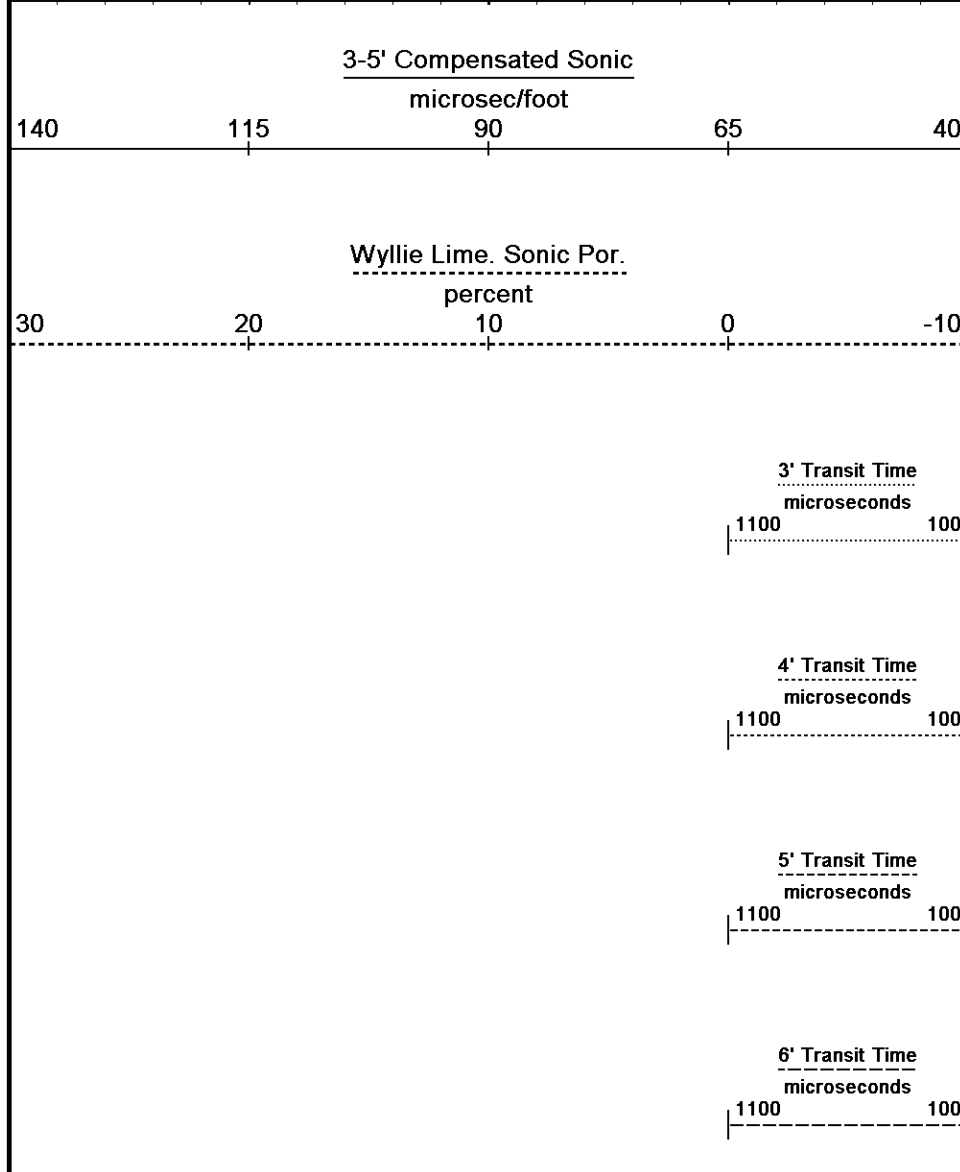 3-5' Compensated Sonic
microsec/foot
140 115 90 65 40
Wyllie Lime. Sonic Por.
percent
30 20 10 0 -10
3' Transit Time
microseconds
1100 100
4' Transit Time
microseconds
1100 100
5' Transit Time
microseconds
1100 100
6' Transit Time
microseconds
1100 100